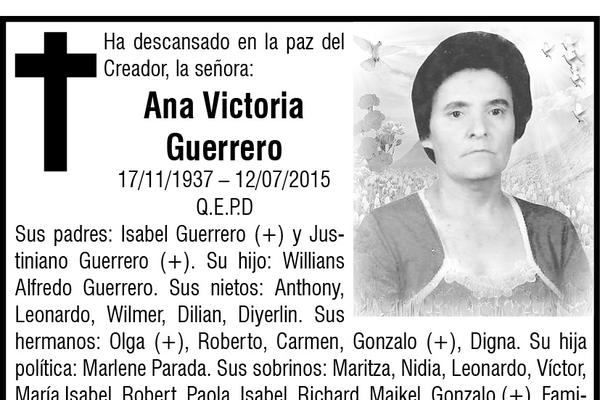 Ha descansado en la paz del
Creador, la señora:
Ana Victoria
Guerrero
17/11/1937 – 12/07/2015
Q.E.P.D
Sus padres: Isabel Guerrero (+) y Jus-
tiniano Guerrero (+). Su hijo: Willians
Alfredo Guerrero. Sus nietos: Anthony,
Leonardo, Wilmer, Dilian, Diyerlin. Sus
hermanos: Olga (+), Roberto, Carmen, Gonzalo (+), Digna. Su hija
política: Marlene Parada. Sus sobrinos: Maritza, Nidia, Leonardo, Víctor,
María Isabel, Robert, Paola, Isabel, Richard, Maikel, Gonzalo (+). Fami-